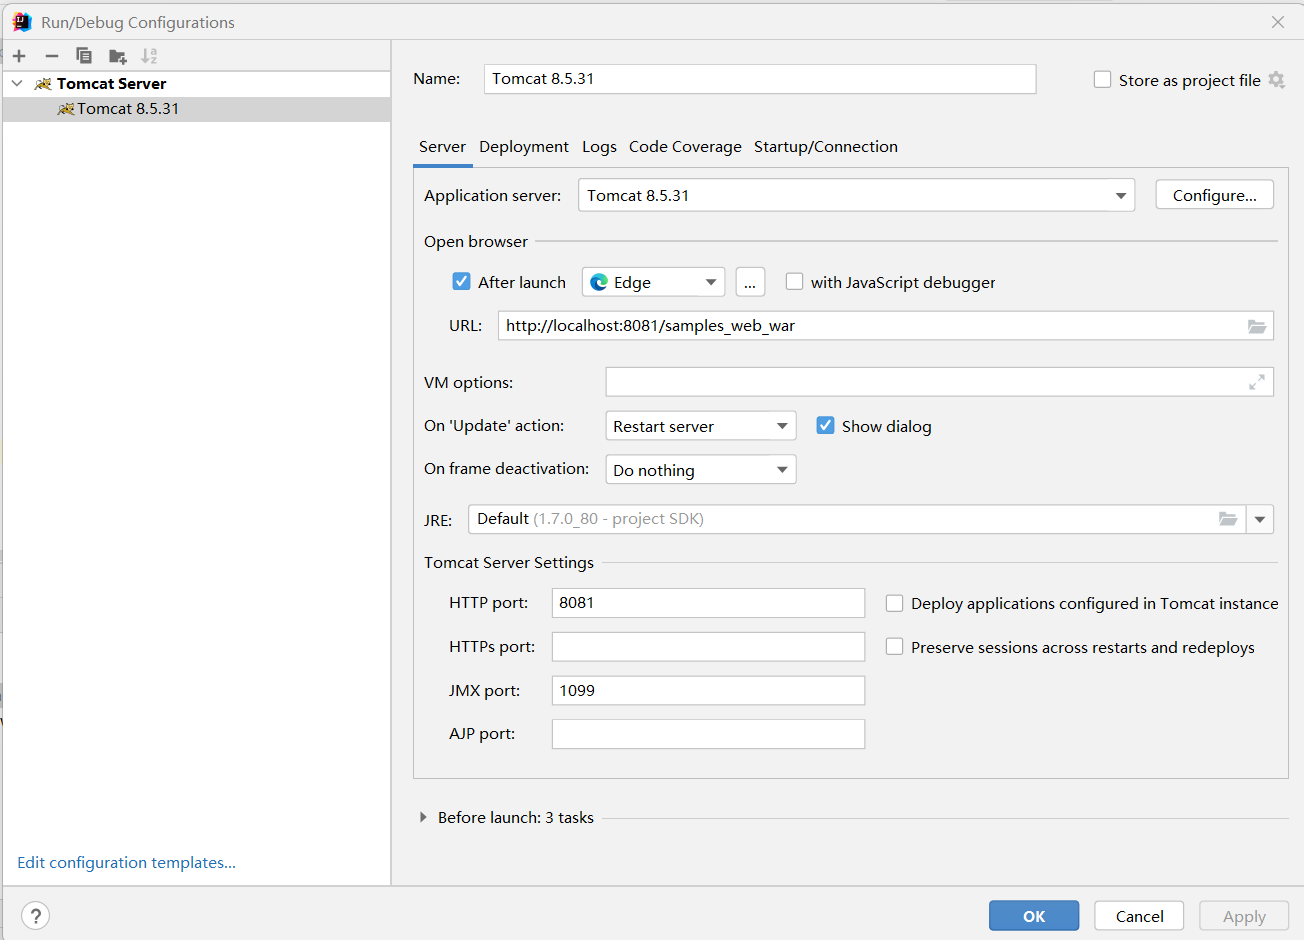 Run/Debug Configurations
Tomcat Server
Tomcat 8.5.31
Edit configuration templates...
Name: Tomcat 8.5.31 Store as project file
Server Deployment Logs Code Coverage Startup/Connection
Application server: Tomcat 8.5.31 Configure...
Open browser
After launch Edge ... with JavaScript debugger
URL: http://localhost:8081/samples_web_war
VM options:
On 'Update' action: Restart server Show dialog
On frame deactivation: Do nothing
JRE: Default (1.7.0_80 - project SDK)
Tomcat Server Settings
HTTP port: 8081 Deploy applications configured in Tomcat instance
HTTPs port: Preserve sessions across restarts and redeploys
JMX port: 1099
AJP port:
Before launch: 3 tasks
? OK Cancel Apply